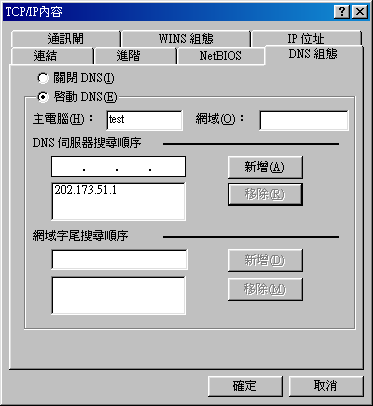 TCP/IP內容
通訊閘 WINS 組態 IP 位址
連結 進階 NetBIOS DNS 組態
關閉 DNS(I)
啓動 DNS(E)
主電腦(H)： test 網域(O)：
DNS 伺服器搜尋順序
. . . 新增(A)
202.173.51.1 移除(R)
網域字尾搜尋順序
新增(D)
移除(M)
確定 取消